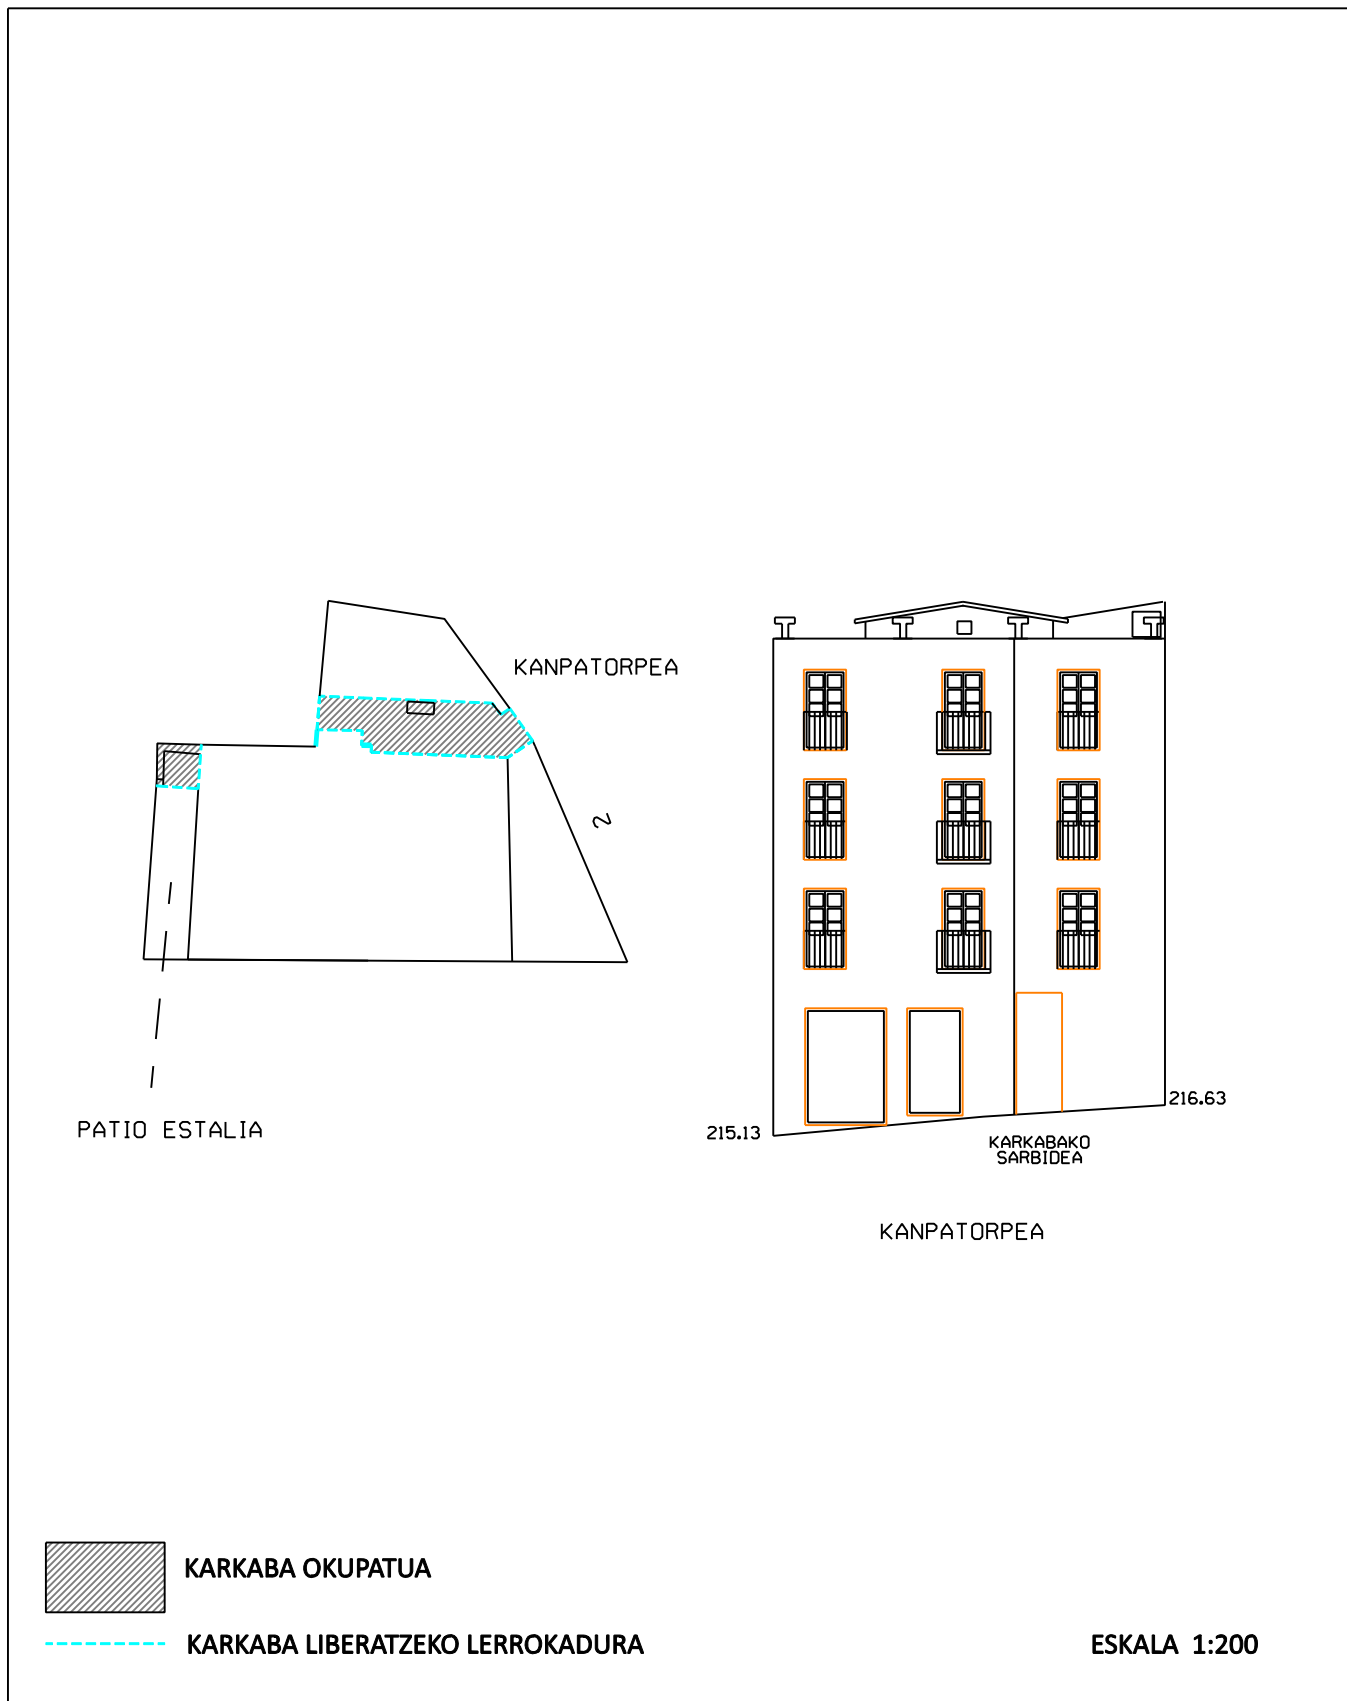 KANPATORPEA
2
PATIO ESTALIA
215.13
216.63
KARKABAKO
SARBIDEA
KANPATORPEA
KARKABA OKUPATUA
KARKABA LIBERATZEKO LERROKADURA
ESKALA 1:200